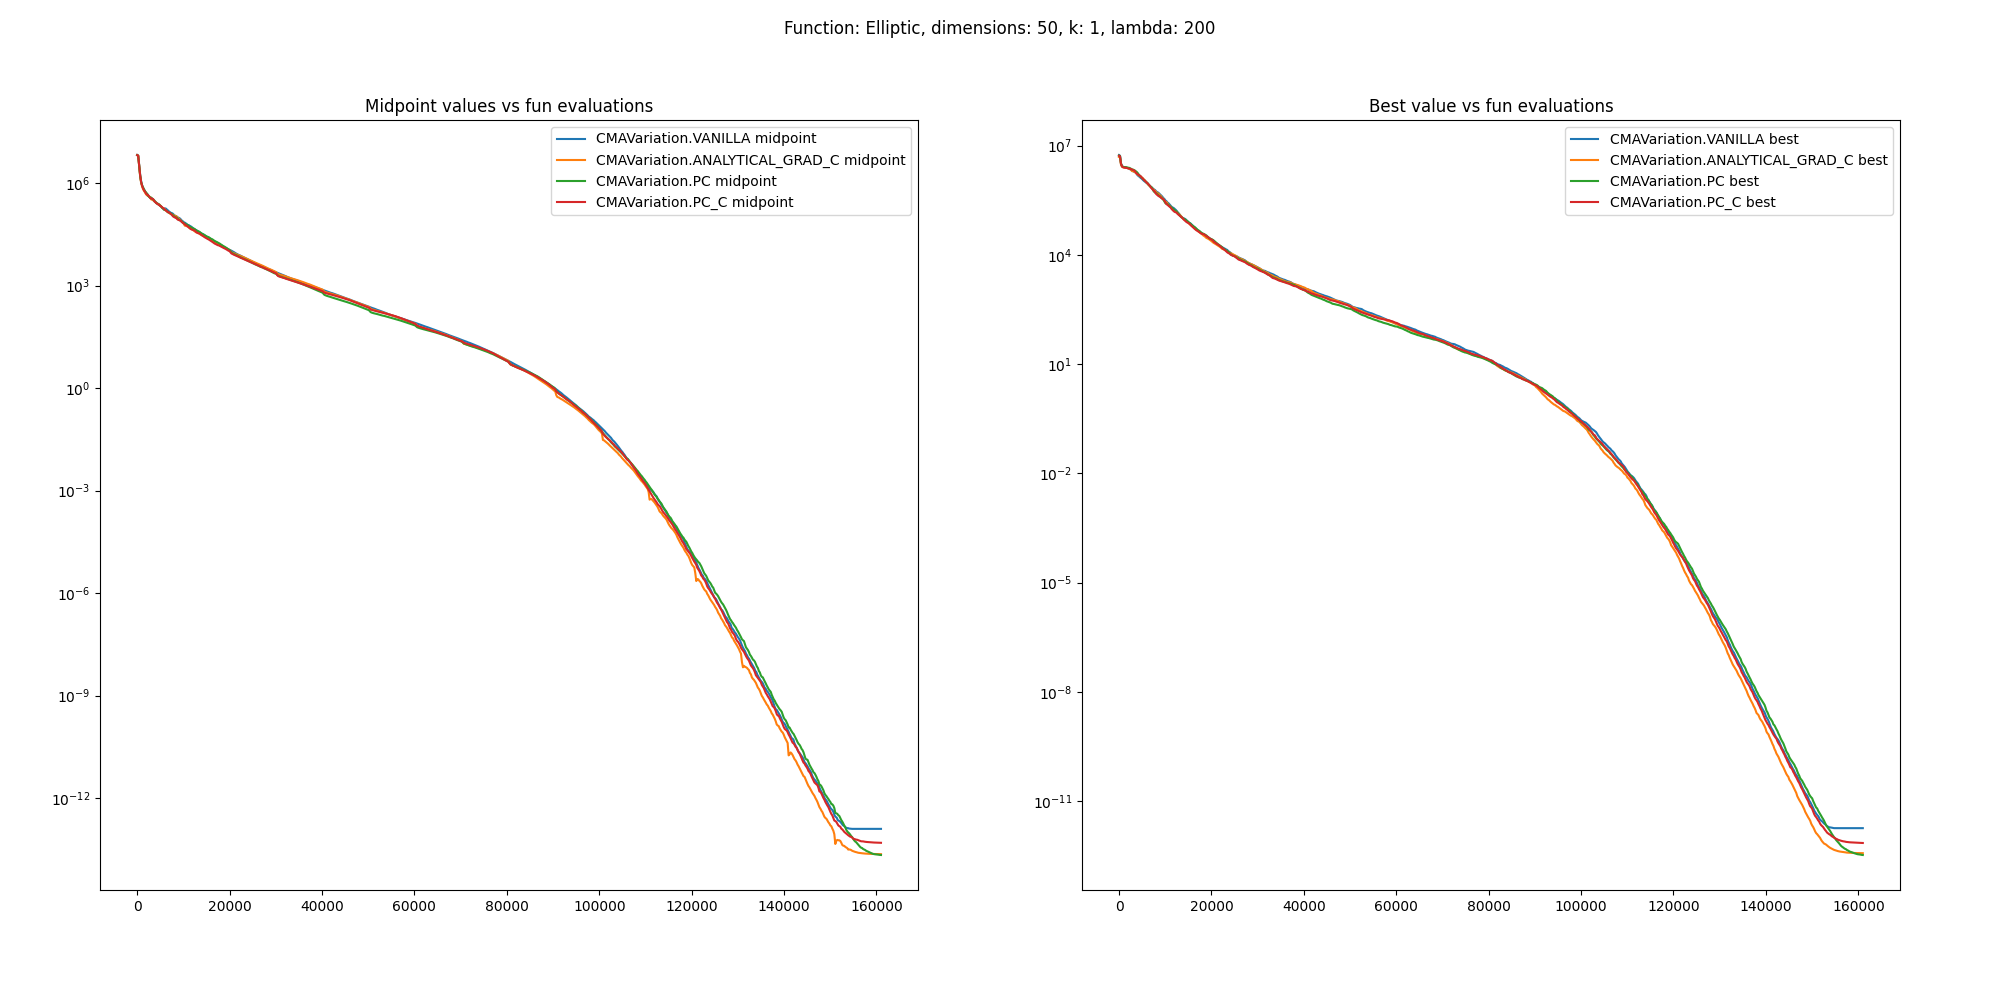 Function: Elliptic, dimensions: 50, k: 1, lambda: 200
Midpoint values vs fun evaluations
CMAVariation.VANILLA midpoint
CMAVariation.ANALYTICAL_GRAD_C midpoint
CMAVariation.PC midpoint
CMAVariation.PC_C midpoint
10^6
10^3
10^0
10^-3
10^-6
10^-9
10^-12
0 20000 40000 60000 80000 100000 120000 140000 160000
Best value vs fun evaluations
CMAVariation.VANILLA best
CMAVariation.ANALYTICAL_GRAD_C best
CMAVariation.PC best
CMAVariation.PC_C best
10^7
10^4
10^1
10^-2
10^-5
10^-8
10^-11
0 20000 40000 60000 80000 100000 120000 140000 160000